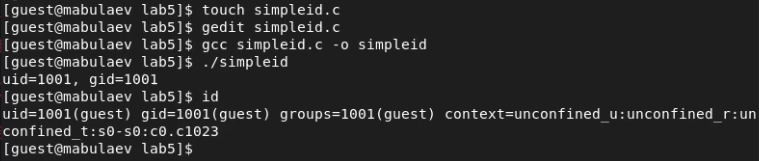 [guest@mabulaev lab5]$ touch simpleid.c
[guest@mabulaev lab5]$ gedit simpleid.c
[guest@mabulaev lab5]$ gcc simpleid.c -o simpleid
[guest@mabulaev lab5]$ ./simpleid
uid=1001, gid=1001
[guest@mabulaev lab5]$ id
uid=1001(guest) gid=1001(guest) groups=1001(guest) context=unconfined_u:unconfined_r:un
confined_t:s0-s0:c0.c1023
[guest@mabulaev lab5]$